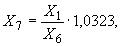 X₇ = X₁/X₆ · 1,0323,